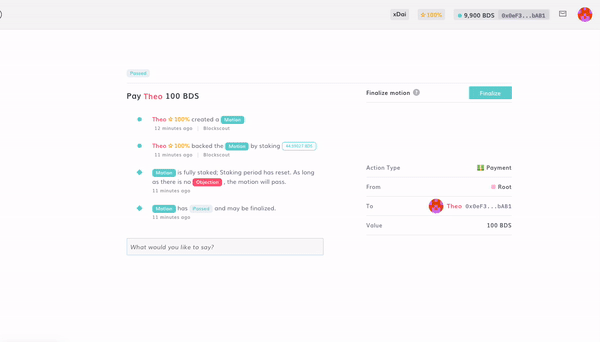 xDai
☆ 100%
9,900 BDS 0x0eF3...bAB1
Passed
Pay Theo 100 BDS
Finalize motion ?
Finalize
Theo ☆ 100% created a Motion
12 minutes ago | Blockscout
Theo ☆ 100% backed the Motion by staking
11 minutes ago | Blockscout
Motion is fully staked; Staking period has reset. As long
as there is no Objection , the motion will pass.
11 minutes ago
Motion has Passed and may be finalized.
11 minutes ago
What would you like to say?
Action Type Payment
From Root
To Theo 0x0eF3...bAB1
Value 100 BDS